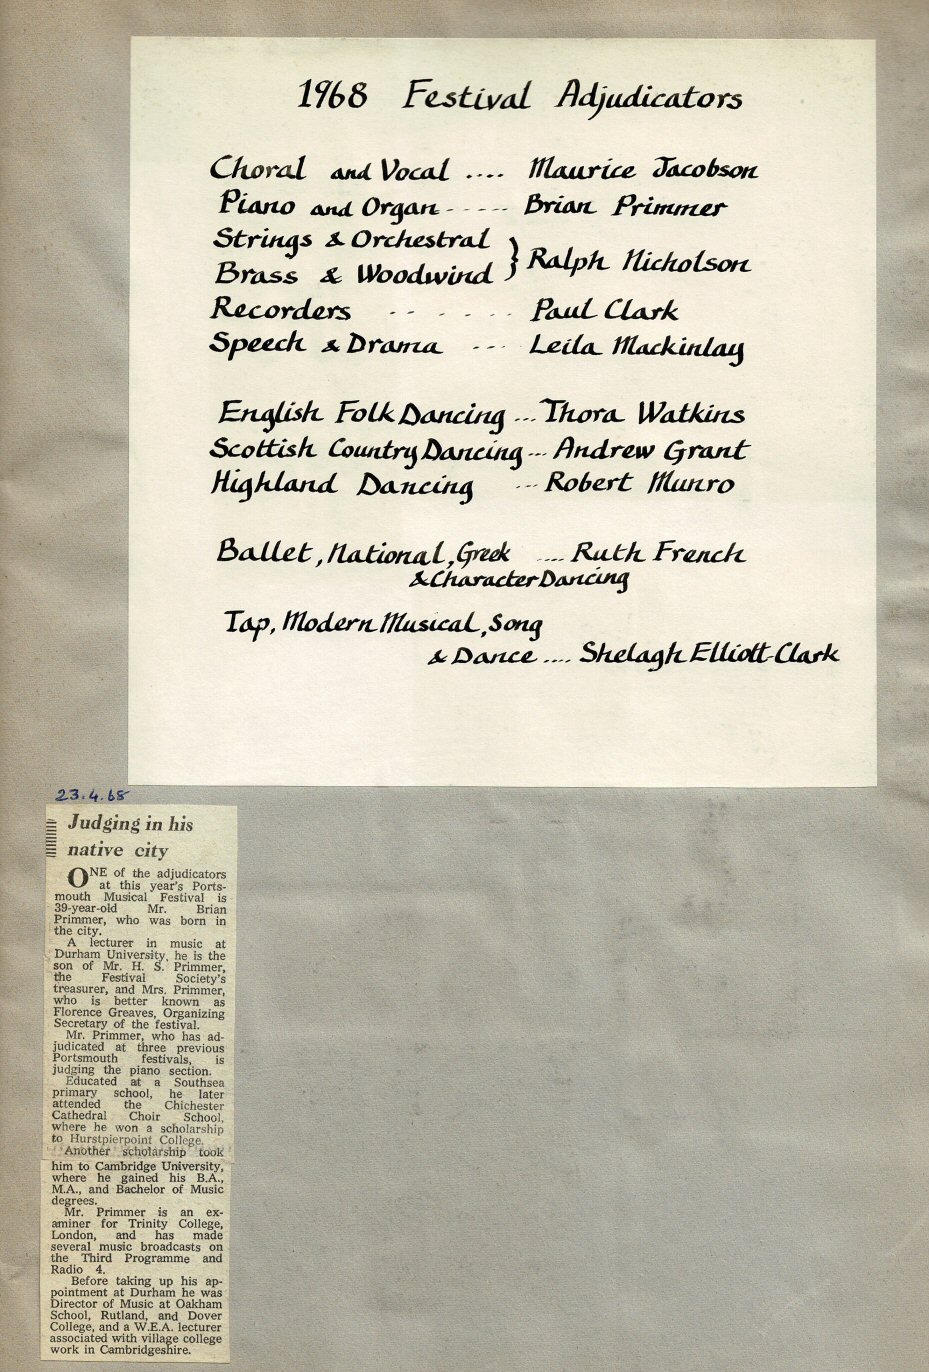 1968 Festival Adjudicators
Choral and Vocal .... Maurice Jacobson
Piano and Organ - - - - - Brian Primmer
Strings & Orchestral
Brass & Woodwind } Ralph Nicholson
Recorders - - - - - - Paul Clark
Speech & Drama --- Leila Mackinlay
English Folk Dancing ... Thora Watkins
Scottish Country Dancing --- Andrew Grant
Highland Dancing --- Robert Munro
Ballet, National, Greek .... Ruth French
& Character Dancing
Tap, Modern Musical, Song
& Dance .... Shelagh Elliott-Clark
23.4.68
Judging in his
native city
ONE of the adjudicators
at this year's Ports-
mouth Musical Festival is
39-year-old Mr. Brian
Primmer, who was born in
the city.
A lecturer in music at
Durham University, he is the
son of Mr. H. S. Primmer,
the Festival Society's
treasurer, and Mrs. Primmer,
who is better known as
Florence Greaves, Organizing
Secretary of the festival.
Mr. Primmer, who has ad-
judicated at three previous
Portsmouth festivals, is
judging the piano section.
Educated at a Southsea
primary school, he later
attended the Chichester
Cathedral Choir School,
where he won a scholarship
to Hurstpierpoint College.
Another scholarship took
him to Cambridge University,
where he gained his B.A.,
M.A., and Bachelor of Music
degrees.
Mr. Primmer is an ex-
aminer for Trinity College,
London, and has made
several music broadcasts on
the Third Programme and
Radio 4.
Before taking up his ap-
pointment at Durham he was
Director of Music at Oakham
School, Rutland, and Dover
College, and a W.E.A. lecturer
associated with village college
work in Cambridgeshire.